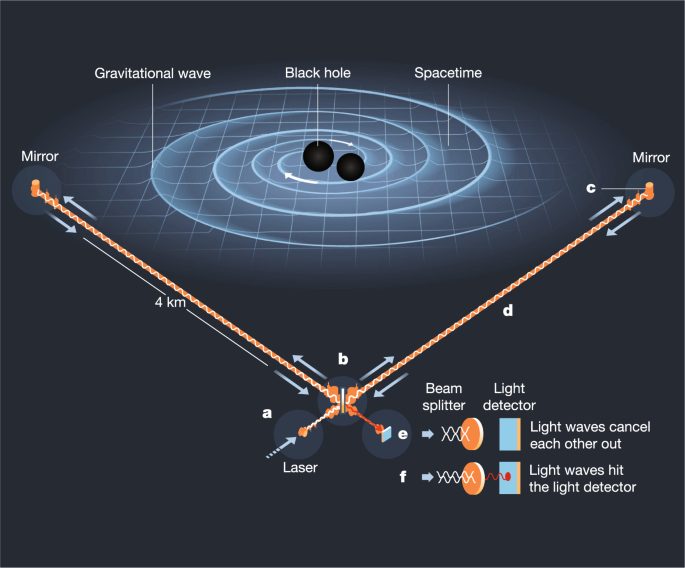 Gravitational wave
Black hole
Spacetime
Mirror
Mirror
c
4 km
d
b
a
Laser
Beam
splitter
Light
detector
e
Light waves cancel
each other out
f
Light waves hit
the light detector